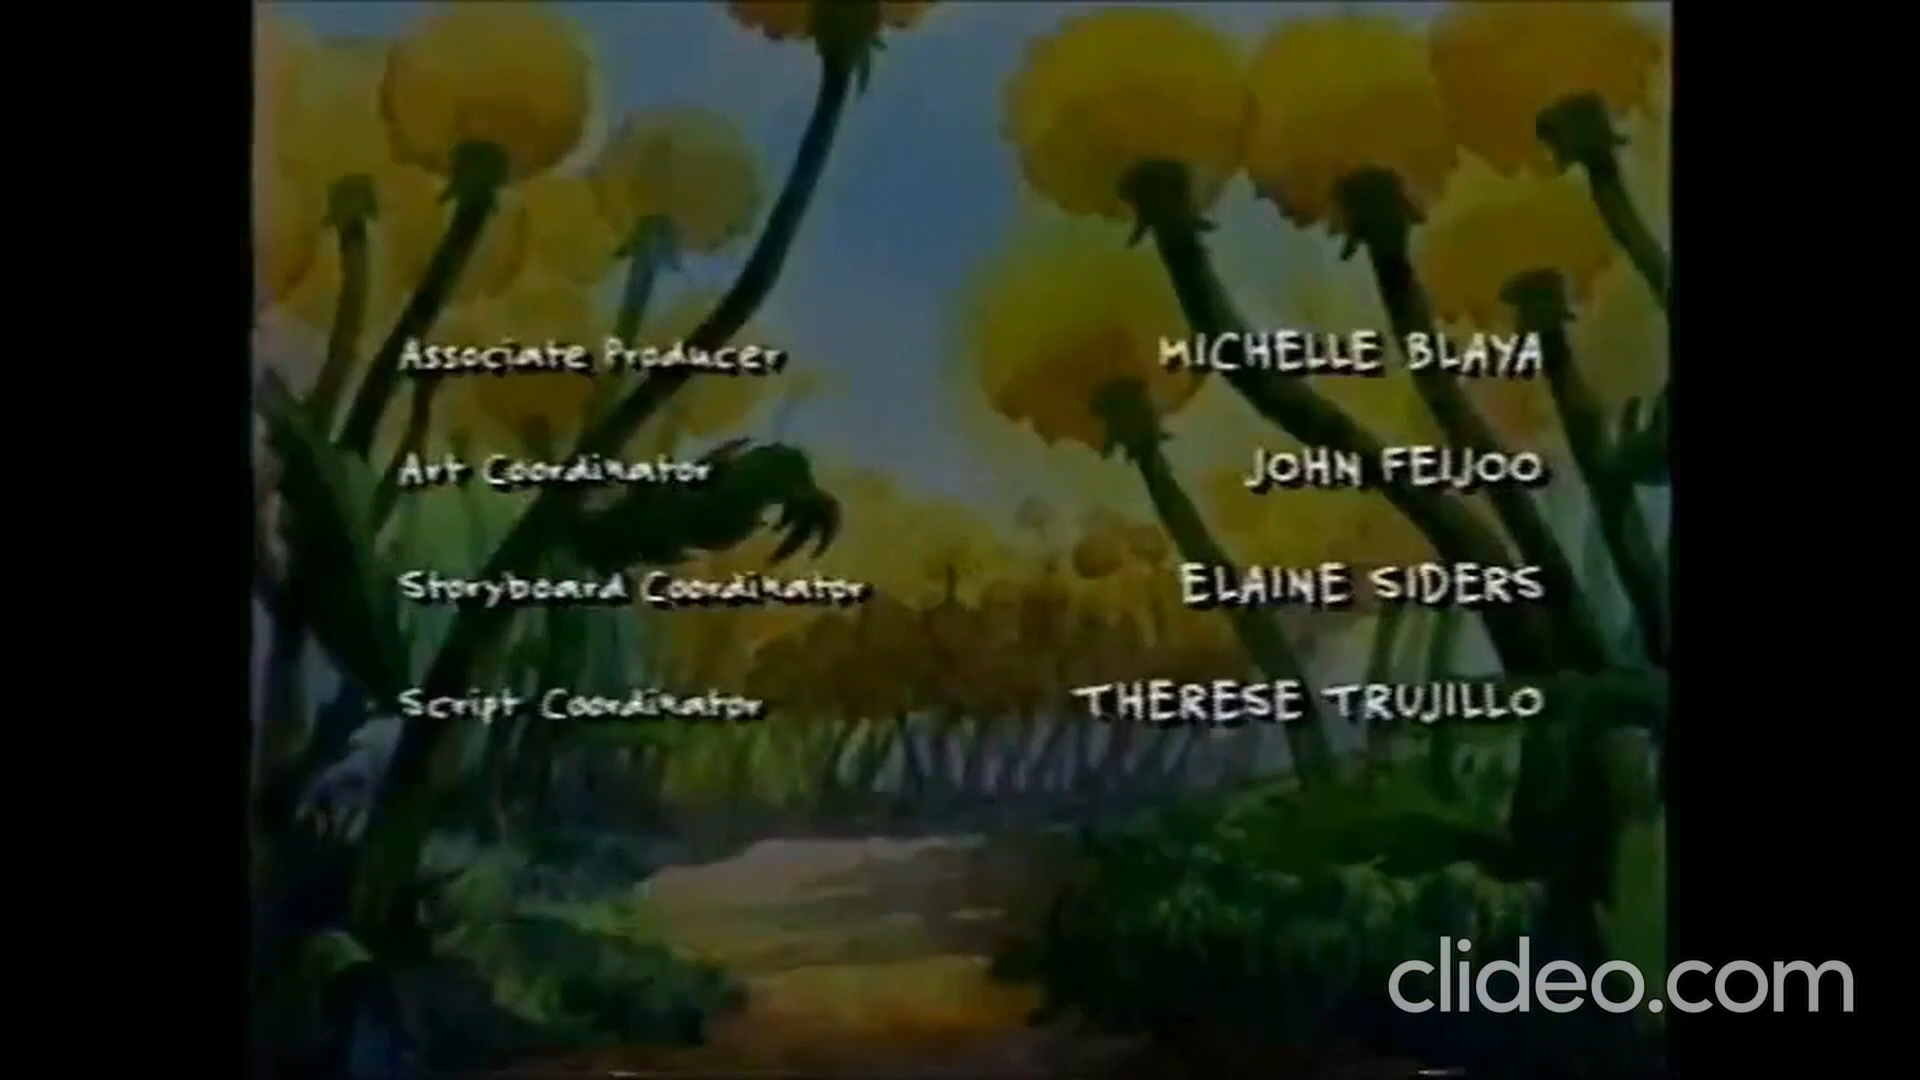 Associate Producer MICHELLE BLAYA
Art Coordinator JOHN FEIJOO
Storyboard Coordinator ELAINE SIDERS
Script Coordinator THERESE TRUJILLO
clideo.com